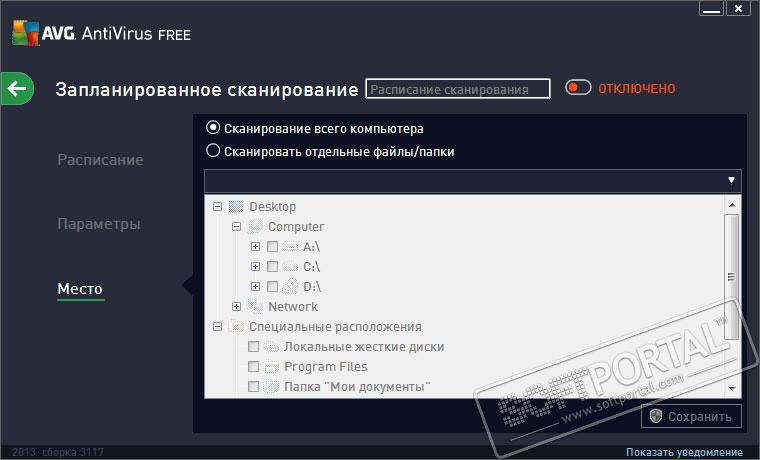 AVG. AntiVirus FREE
Запланированное сканирование
Расписание сканирования
ОТКЛЮЧЕНО
Расписание
Параметры
Место
Сканирование всего компьютера
Сканировать отдельные файлы/папки
Desktop
Computer
A:\
C:\
D:\
Network
Специальные расположения
Локальные жесткие диски
Program Files
Папка "Мои документы"
SOFTPORTAL™
www.softportal.com
Сохранить
2013 сборка 3117
Показать уведомление